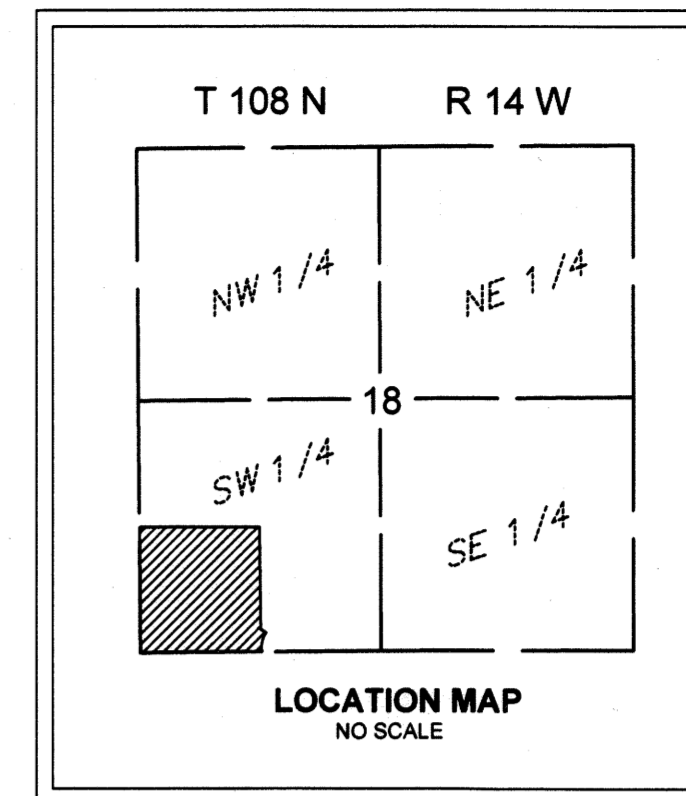 T 108 N R 14 W
NW 1/4 NE 1/4
18
SW 1/4
SE 1/4
LOCATION MAP
NO SCALE